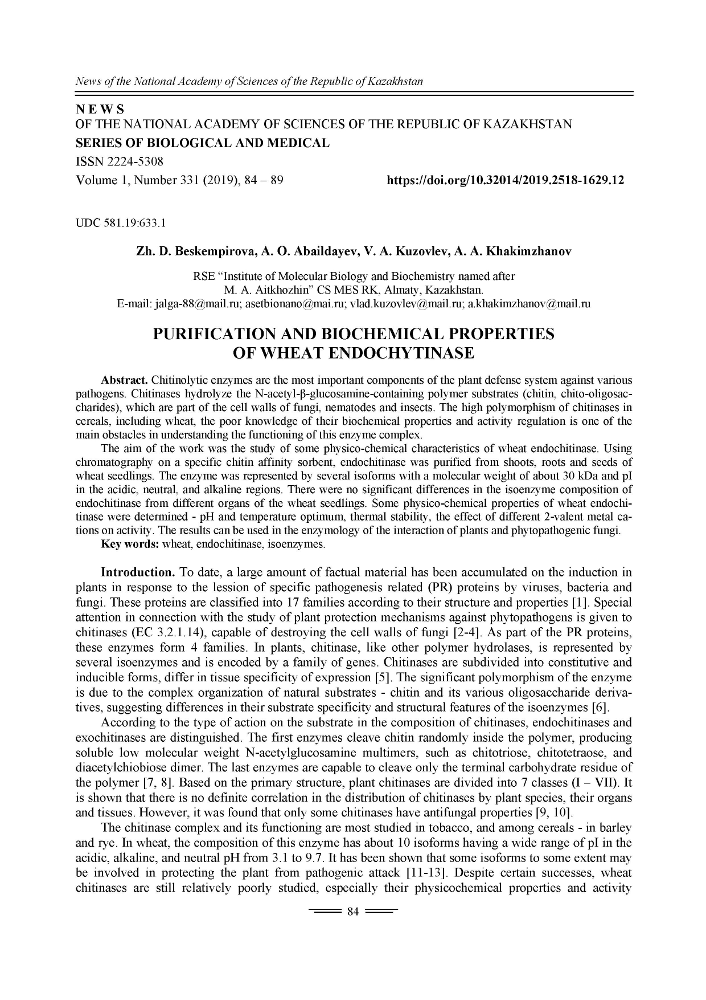 News of the National Academy of Sciences of the Republic of Kazakhstan
N E W S
OF THE NATIONAL ACADEMY OF SCIENCES OF THE REPUBLIC OF KAZAKHSTAN
SERIES OF BIOLOGICAL AND MEDICAL
ISSN 2224-5308
Volume 1, Number 331 (2019), 84 – 89 https://doi.org/10.32014/2019.2518-1629.12
UDC 581.19:633.1
Zh. D. Beskempirova, A. O. Abaildayev, V. A. Kuzovlev, A. A. Khakimzhanov
RSE “Institute of Molecular Biology and Biochemistry named after
M. A. Aitkhozhin” CS MES RK, Almaty, Kazakhstan.
E-mail: jalga-88@mail.ru; asetbionano@mai.ru; vlad.kuzovlev@mail.ru; a.khakimzhanov@mail.ru
PURIFICATION AND BIOCHEMICAL PROPERTIES
OF WHEAT ENDOCHYTINASE
Abstract. Chitinolytic enzymes are the most important components of the plant defense system against various
pathogens. Chitinases hydrolyze the N-acetyl-β-glucosamine-containing polymer substrates (chitin, chito-oligosac-
charides), which are part of the cell walls of fungi, nematodes and insects. The high polymorphism of chitinases in
cereals, including wheat, the poor knowledge of their biochemical properties and activity regulation is one of the
main obstacles in understanding the functioning of this enzyme complex.
The aim of the work was the study of some physico-chemical characteristics of wheat endochitinase. Using
chromatography on a specific chitin affinity sorbent, endochitinase was purified from shoots, roots and seeds of
wheat seedlings. The enzyme was represented by several isoforms with a molecular weight of about 30 kDa and pI
in the acidic, neutral, and alkaline regions. There were no significant differences in the isoenzyme composition of
endochitinase from different organs of the wheat seedlings. Some physico-chemical properties of wheat endochi-
tinase were determined - pH and temperature optimum, thermal stability, the effect of different 2-valent metal ca-
tions on activity. The results can be used in the enzymology of the interaction of plants and phytopathogenic fungi.
Key words: wheat, endochitinase, isoenzymes.
Introduction. To date, a large amount of factual material has been accumulated on the induction in
plants in response to the lession of specific pathogenesis related (PR) proteins by viruses, bacteria and
fungi. These proteins are classified into 17 families according to their structure and properties [1]. Special
attention in connection with the study of plant protection mechanisms against phytopathogens is given to
chitinases (EC 3.2.1.14), capable of destroying the cell walls of fungi [2-4]. As part of the PR proteins,
these enzymes form 4 families. In plants, chitinase, like other polymer hydrolases, is represented by
several isoenzymes and is encoded by a family of genes. Chitinases are subdivided into constitutive and
inducible forms, differ in tissue specificity of expression [5]. The significant polymorphism of the enzyme
is due to the complex organization of natural substrates - chitin and its various oligosaccharide deriva-
tives, suggesting differences in their substrate specificity and structural features of the isoenzymes [6].
According to the type of action on the substrate in the composition of chitinases, endochitinases and
exochitinases are distinguished. The first enzymes cleave chitin randomly inside the polymer, producing
soluble low molecular weight N-acetylglucosamine multimers, such as chitotriose, chitotetraose, and
diacetylchiobiose dimer. The last enzymes are capable to cleave only the terminal carbohydrate residue of
the polymer [7, 8]. Based on the primary structure, plant chitinases are divided into 7 classes (I – VII). It
is shown that there is no definite correlation in the distribution of chitinases by plant species, their organs
and tissues. However, it was found that only some chitinases have antifungal properties [9, 10].
The chitinase complex and its functioning are most studied in tobacco, and among cereals - in barley
and rye. In wheat, the composition of this enzyme has about 10 isoforms having a wide range of pI in the
acidic, alkaline, and neutral pH from 3.1 to 9.7. It has been shown that some isoforms to some extent may
be involved in protecting the plant from pathogenic attack [11-13]. Despite certain successes, wheat
chitinases are still relatively poorly studied, especially their physicochemical properties and activity
84